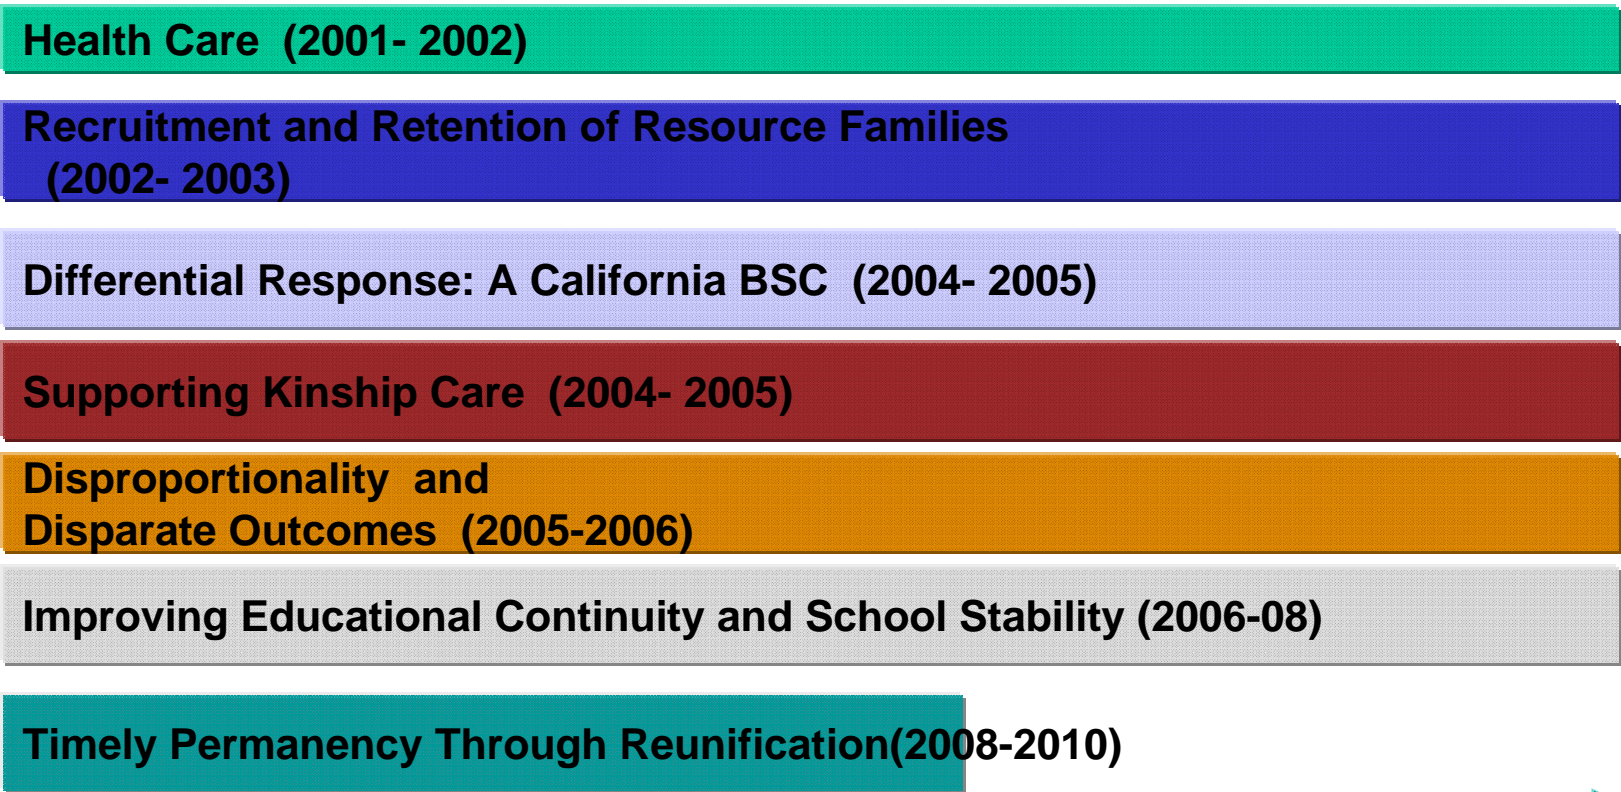 Health Care  (2001- 2002)
Recruitment and Retention of Resource Families
(2002- 2003)
Differential Response: A California BSC  (2004- 2005)
Supporting Kinship Care  (2004- 2005)
Disproportionality  and
Disparate Outcomes  (2005-2006)
Improving Educational Continuity and School Stability (2006-08)
Timely Permanency Through Reunification(2008-2010)